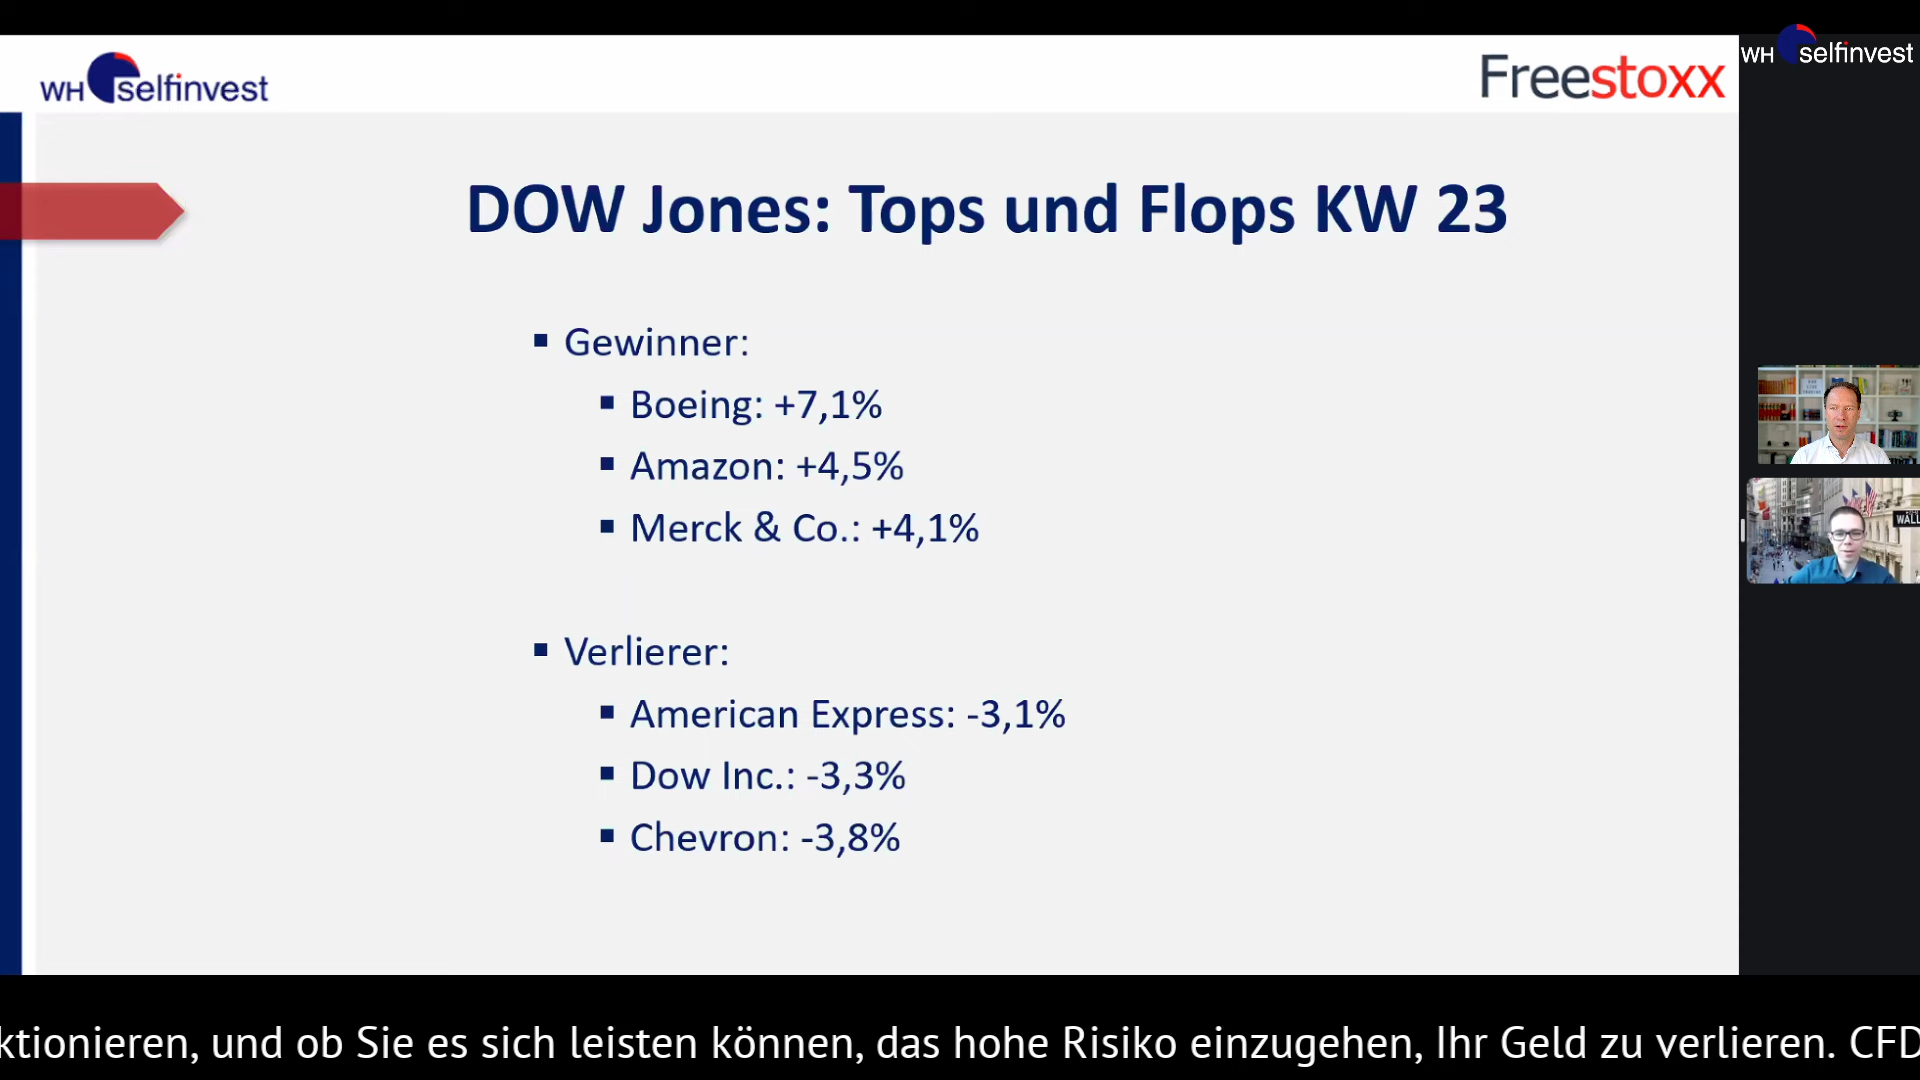 WH selfinvest
Freestoxx
WH selfinvest
DOW Jones: Tops und Flops KW 23
▪ Gewinner:
▪ Boeing: +7,1%
▪ Amazon: +4,5%
▪ Merck & Co.: +4,1%
▪ Verlierer:
▪ American Express: -3,1%
▪ Dow Inc.: -3,3%
▪ Chevron: -3,8%
WALL
ktionieren, und ob Sie es sich leisten können, das hohe Risiko einzugehen, Ihr Geld zu verlieren. CFD